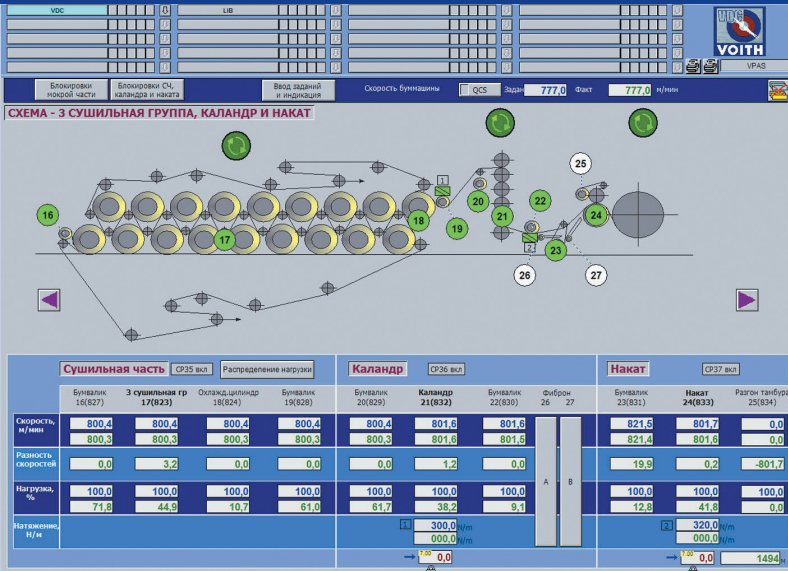 VDC
LIB
VDC
VOITH
VPAS
Блокировки мокрой части
Блокировки СЧ, каландра и наката
Ввод заданий и индикация
Скорость буммашины
QCS
Задан 777,0 Факт 777,0 м/мин
СХЕМА - 3 СУШИЛЬНАЯ ГРУППА, КАЛАНДР И НАКАТ
25
1
16 18 19 20 21 22 24
17 23
2
26 27
Сушильная часть СР35 вкл Распределение нагрузки Каландр СР36 вкл Накат СР37 вкл
Бумвалик 3 сушильная гр Охлажд.цилиндр Бумвалик Бумвалик Каландр Бумвалик Фиброн Бумвалик Накат Разгон тамбура
16(827) 17(823) 18(824) 19(828) 20(829) 21(832) 22(830) 26 27 23(831) 24(833) 25(834)
Скорость, 800,4 800,4 800,4 800,4 800,4 801,6 801,6 821,5 801,7 0,0
м/мин 800,3 800,3 800,3 800,3 800,3 801,6 801,5 821,4 801,6 0,0
Разность
скоростей 0,0 3,2 0,0 0,0 0,0 1,2 0,0 19,9 0,2 -801,7
A B
Нагрузка, 100,0 100,0 100,0 100,0 100,0 100,0 100,0 100,0 100,0 100,0
% 71,8 44,9 10,7 61,0 61,7 38,2 9,1 12,8 41,8 0,0
Натяжение, 1 300,0 N/m 2 320,0 N/m
Н/м 000,0 N/m 000,0 N/m
→ 7.00 0,0 → 7.00 0,0 1494 м